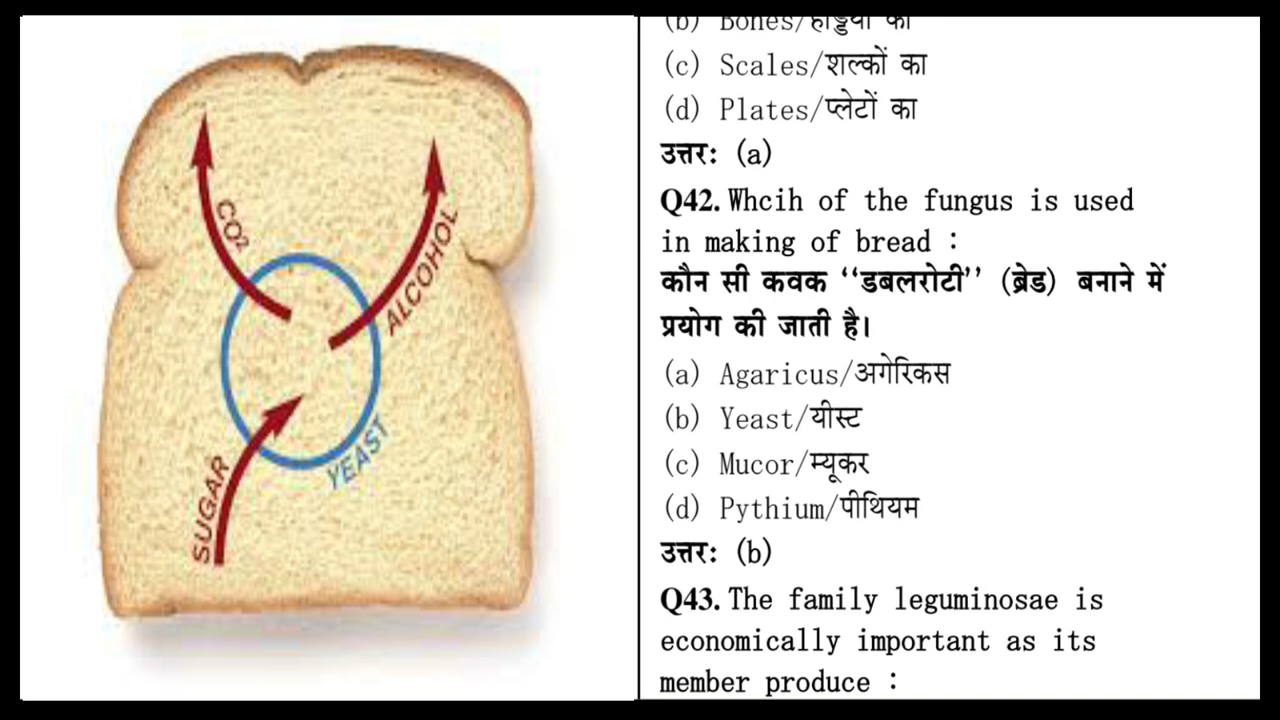 CO²
ALCOHOL
SUGAR
YEAST
(b) Bones/हड्डियों का
(c) Scales/शल्कों का
(d) Plates/प्लेटों का
उत्तरः (a)
Q42. Whcih of the fungus is used
in making of bread :
कौन सी कवक ‘‘डबलरोटी’’ (ब्रेड) बनाने में
प्रयोग की जाती है।
(a) Agaricus/अगेरिकस
(b) Yeast/यीस्ट
(c) Mucor/म्यूकर
(d) Pythium/पीथियम
उत्तरः (b)
Q43. The family leguminosae is
economically important as its
member produce :